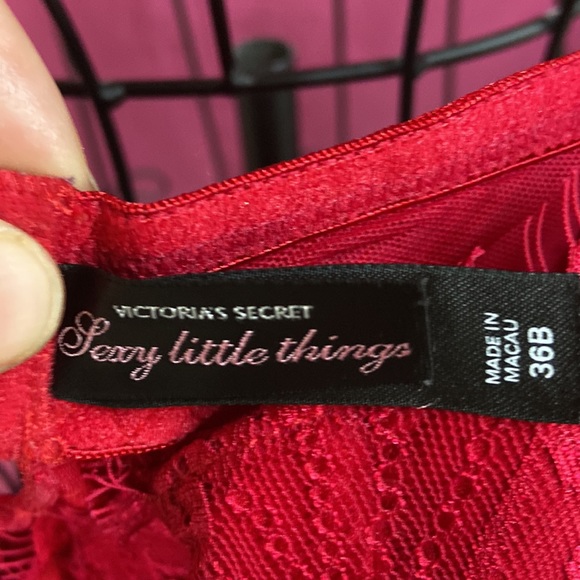 VICTORIA'S SECRET
Sexy little things
MADE IN
MACAU
36B